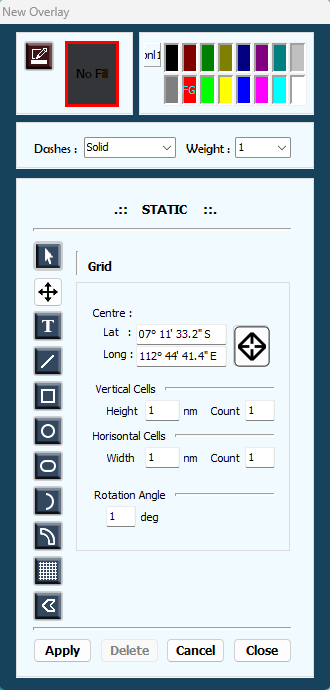 New Overlay
No Fill
onl1
FG
Dashes : Solid Weight : 1
.:: STATIC ::.
T
Grid
Centre :
Lat : 07° 11' 33.2" S
Long : 112° 44' 41.4" E
Vertical Cells
Height 1 nm Count 1
Horisontal Cells
Width 1 nm Count 1
Rotation Angle
1 deg
Apply Delete Cancel Close